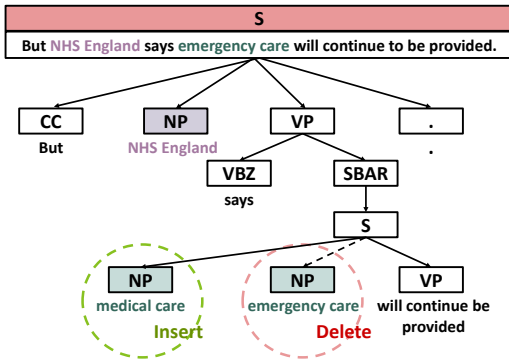 S
But NHS England says emergency care will continue to be provided.
CC
NP
VP
.
But
NHS England
.
VBZ
SBAR
says
S
NP
NP
VP
medical care
emergency care
will continue be
provided
Insert
Delete